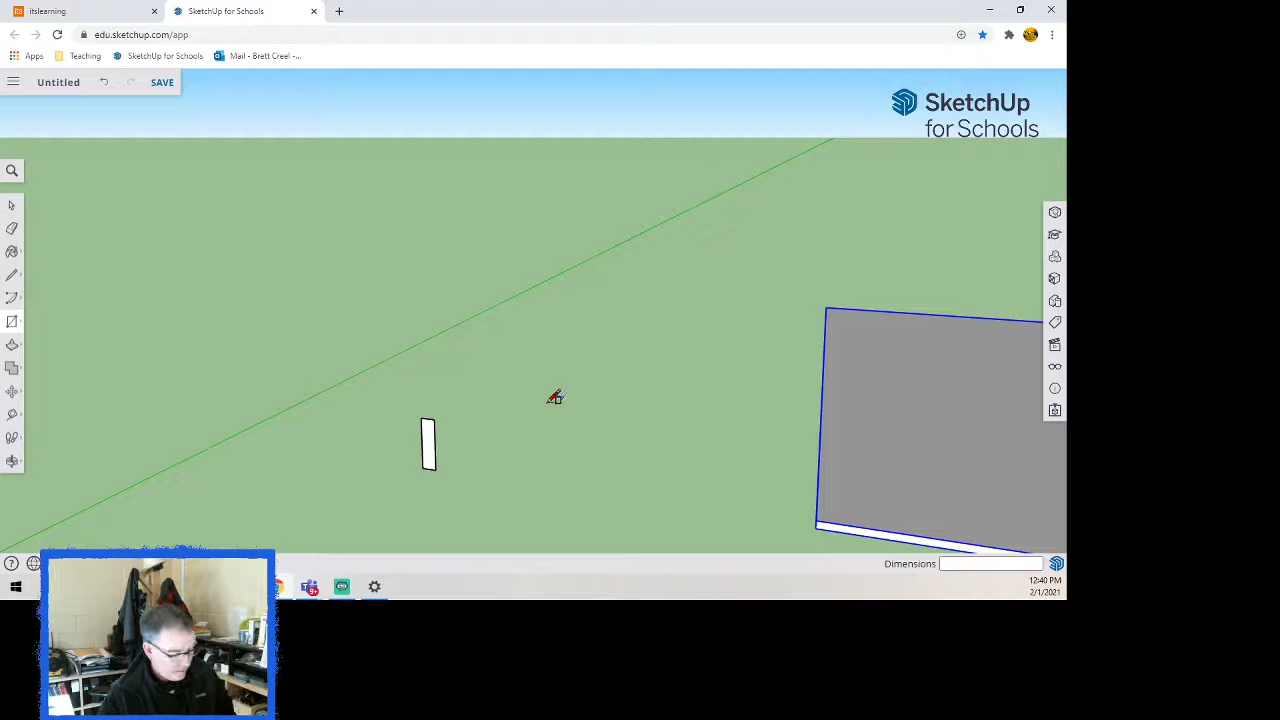 itslearning
SketchUp for Schools
edu.sketchup.com/app
Apps
Teaching
SketchUp for Schools
Mail - Brett Creel -...
Untitled
SAVE
SketchUp
for Schools
Dimensions
9+
12:40 PM
2/1/2021